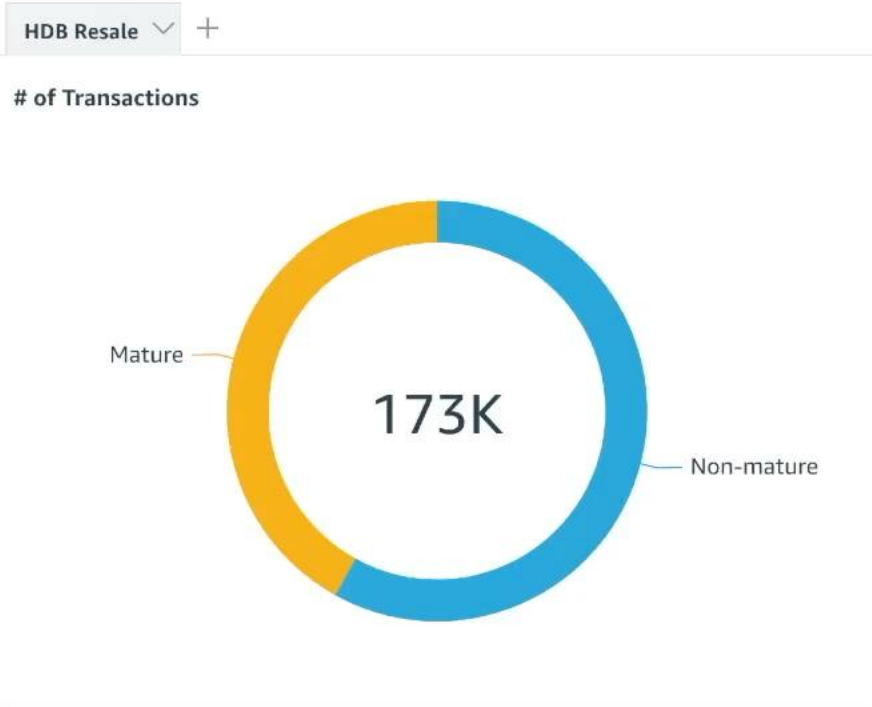 HDB Resale
# of Transactions
Mature
173K
Non-mature